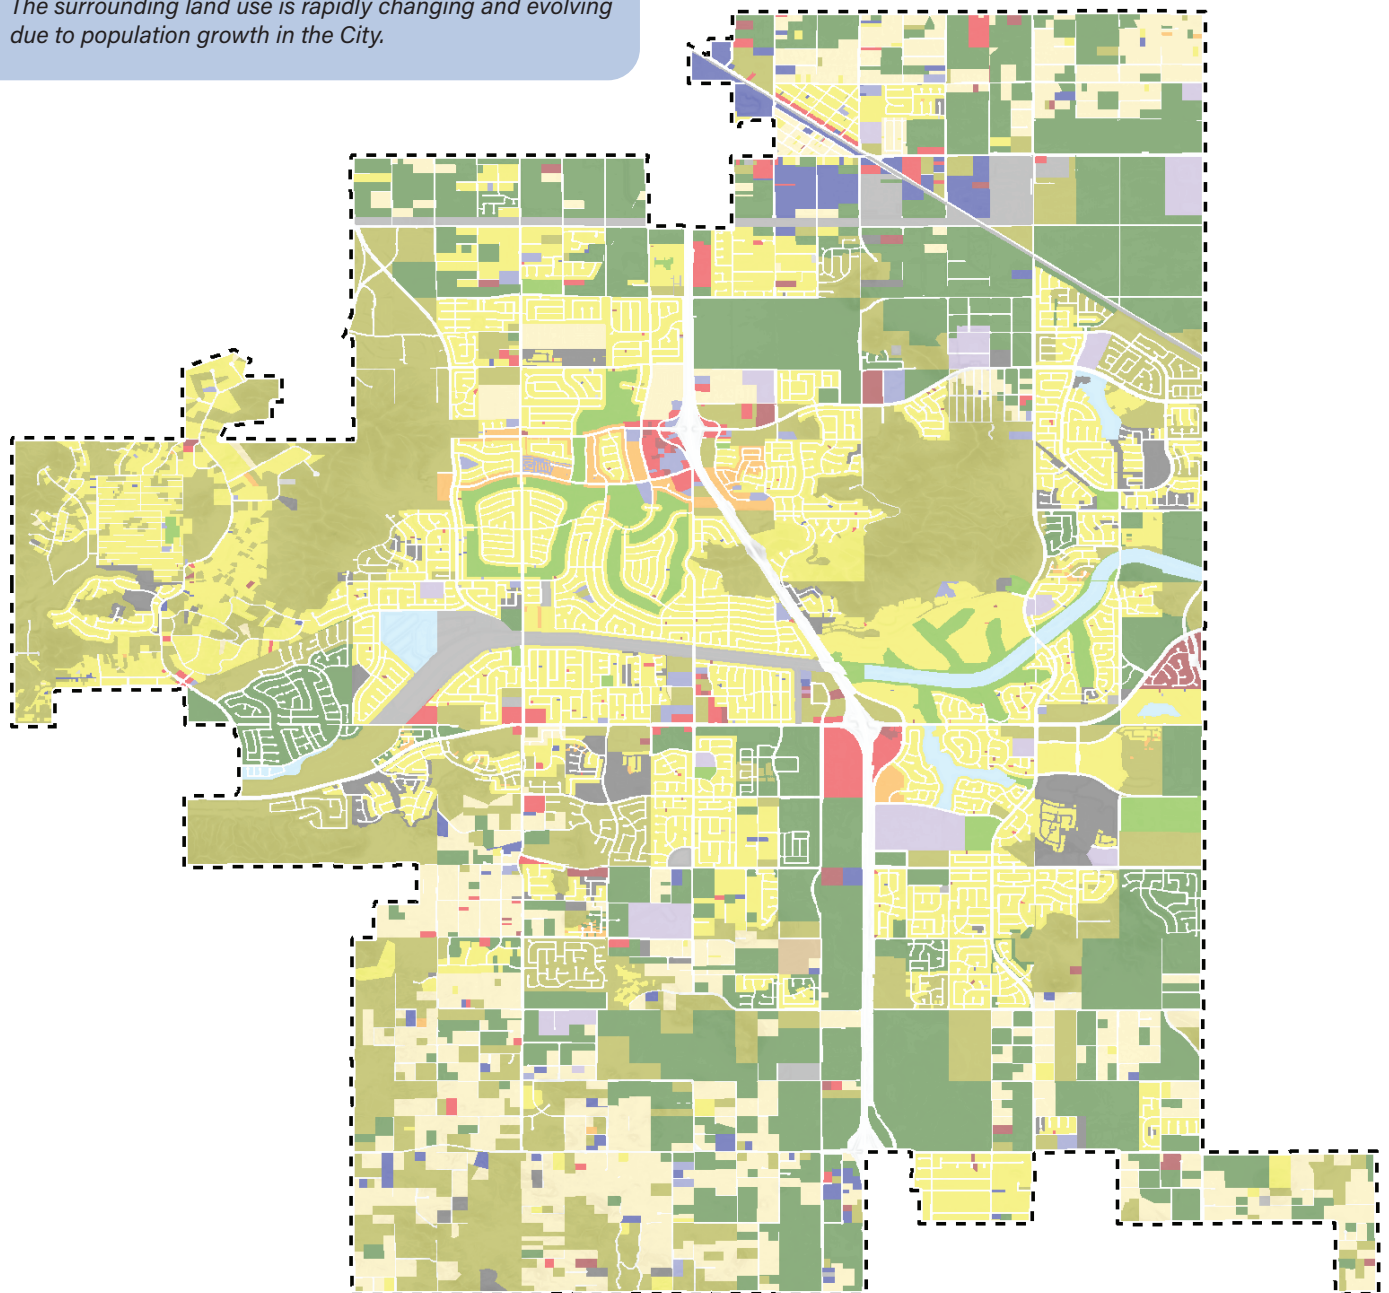 The surrounding land use is rapidly changing and evolving
due to population growth in the City.